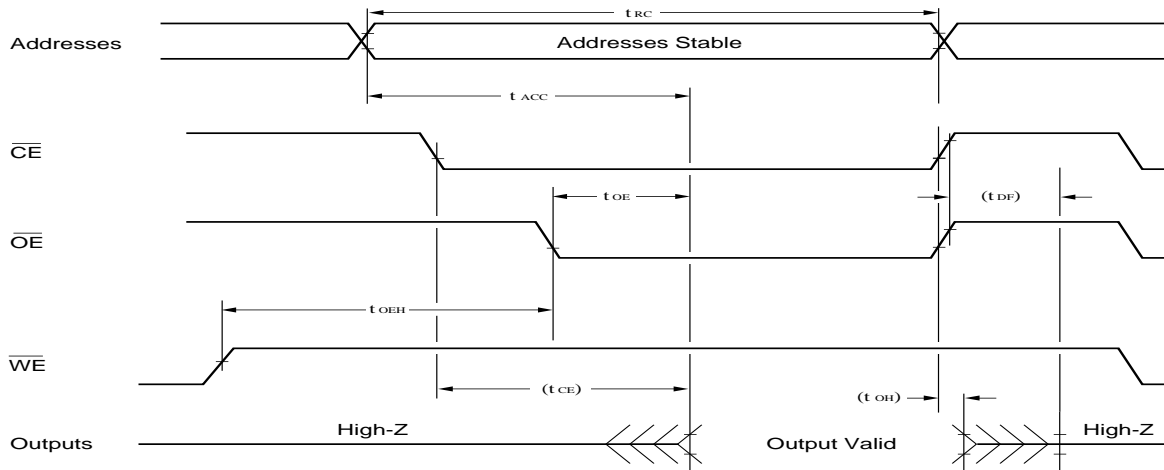 t RC
Addresses
Addresses Stable
t ACC
CE
t OE
(t DF)
OE
t OEH
WE
(t CE)
(t OH)
High-Z
Outputs
Output Valid
High-Z